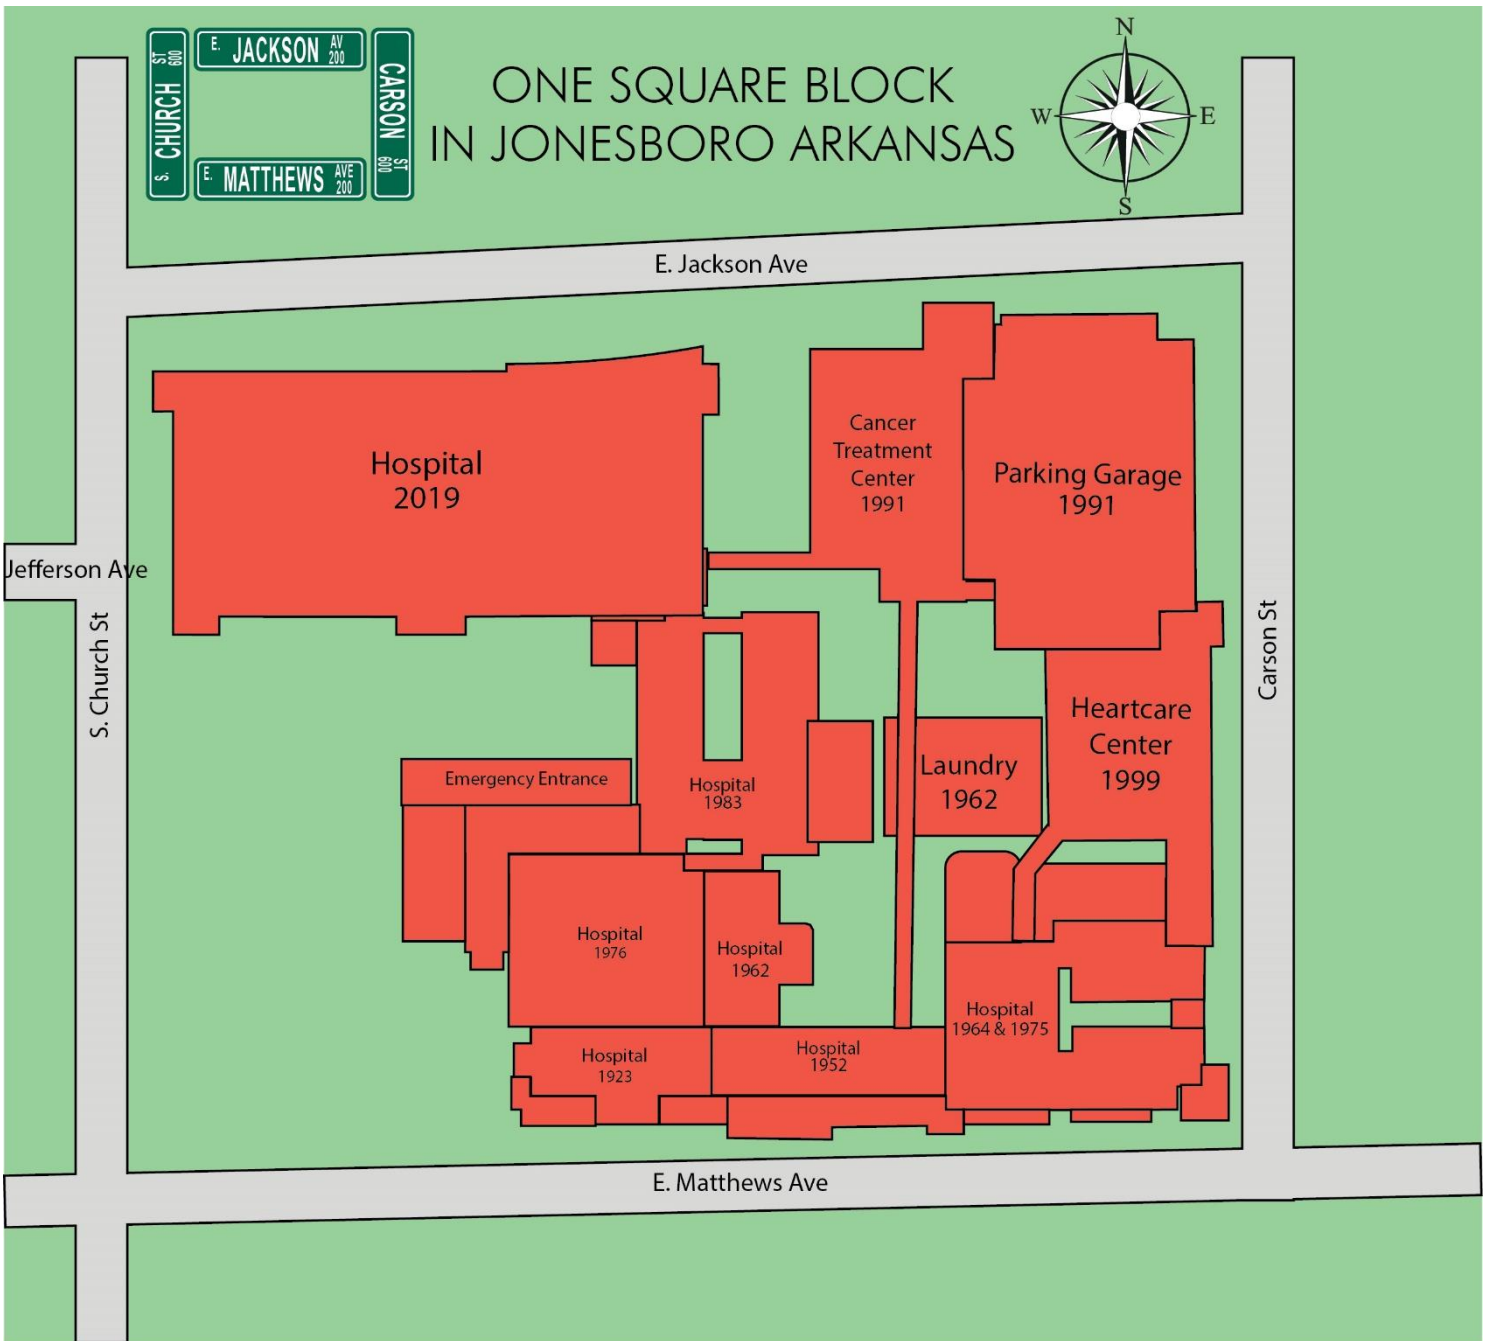 E. JACKSON AV 200
S. CHURCH ST 600
CARSON ST 600
E. MATTHEWS AVE 200
ONE SQUARE BLOCK
IN JONESBORO ARKANSAS
N
W
E
S
E. Jackson Ave
Hospital
2019
Cancer
Treatment
Center
1991
Parking Garage
1991
Jefferson Ave
S. Church St
Carson St
Heartcare
Center
1999
Laundry
1962
Emergency Entrance
Hospital
1983
Hospital
1976
Hospital
1962
Hospital
1964 & 1975
Hospital
1923
Hospital
1952
E. Matthews Ave